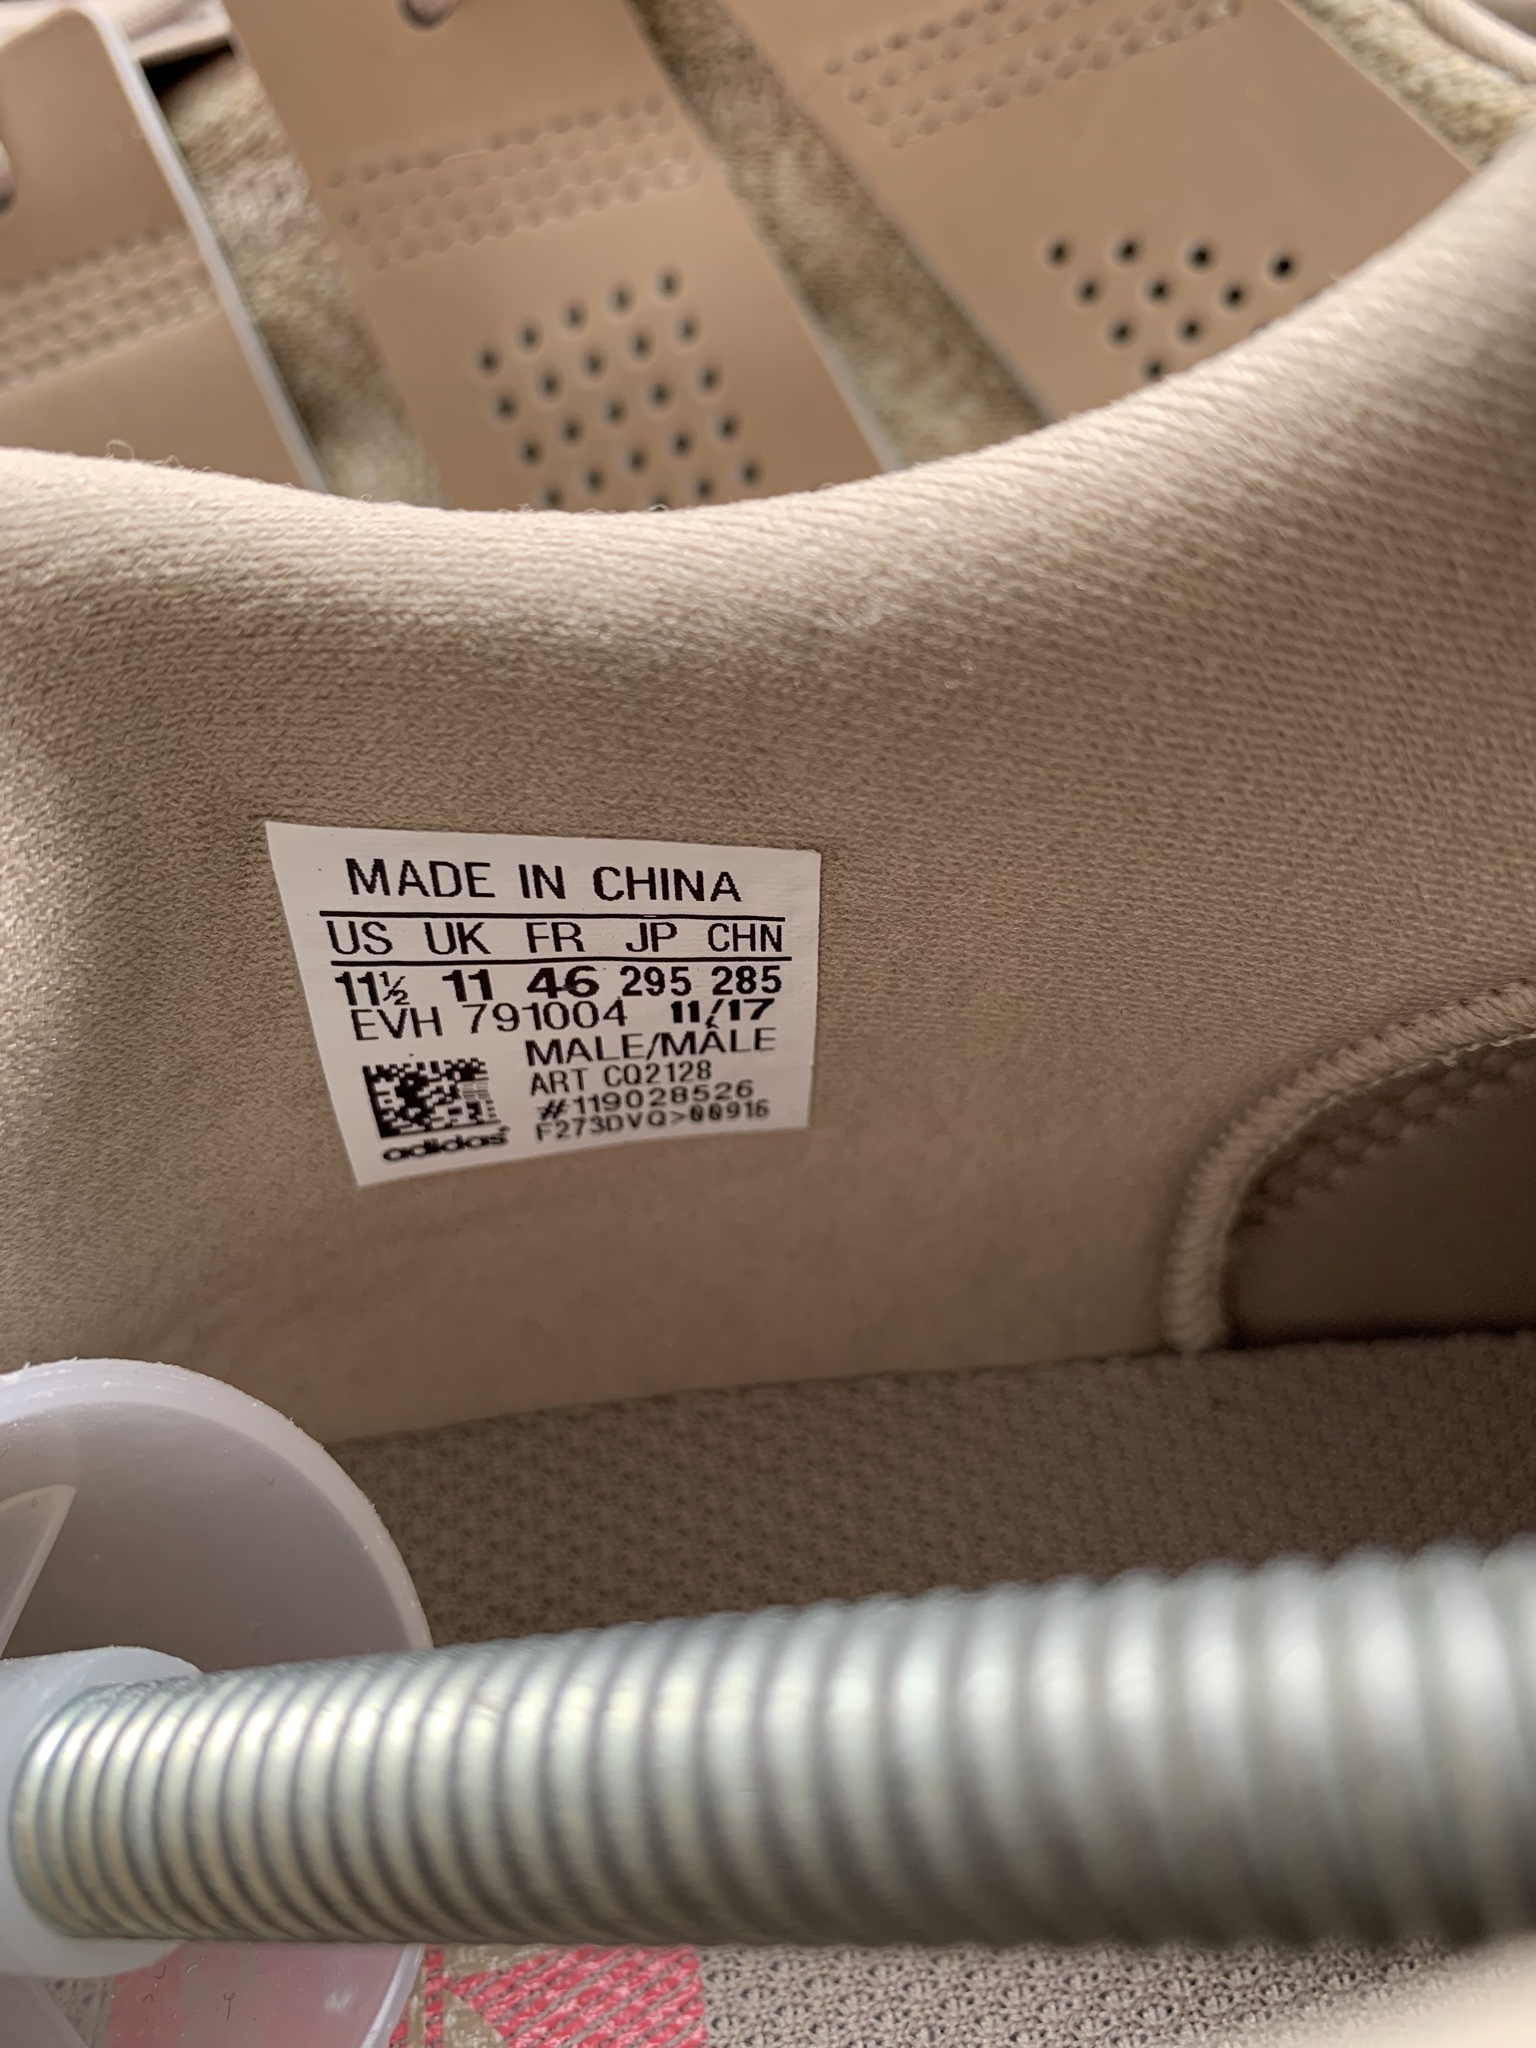 MADE IN CHINA
US UK FR JP CHN
11½ 11 46 295 285
EVH 791004 11/17
MALE/MÂLE
ART CQ2128
#119028526
F273DVQ>00916
adidas